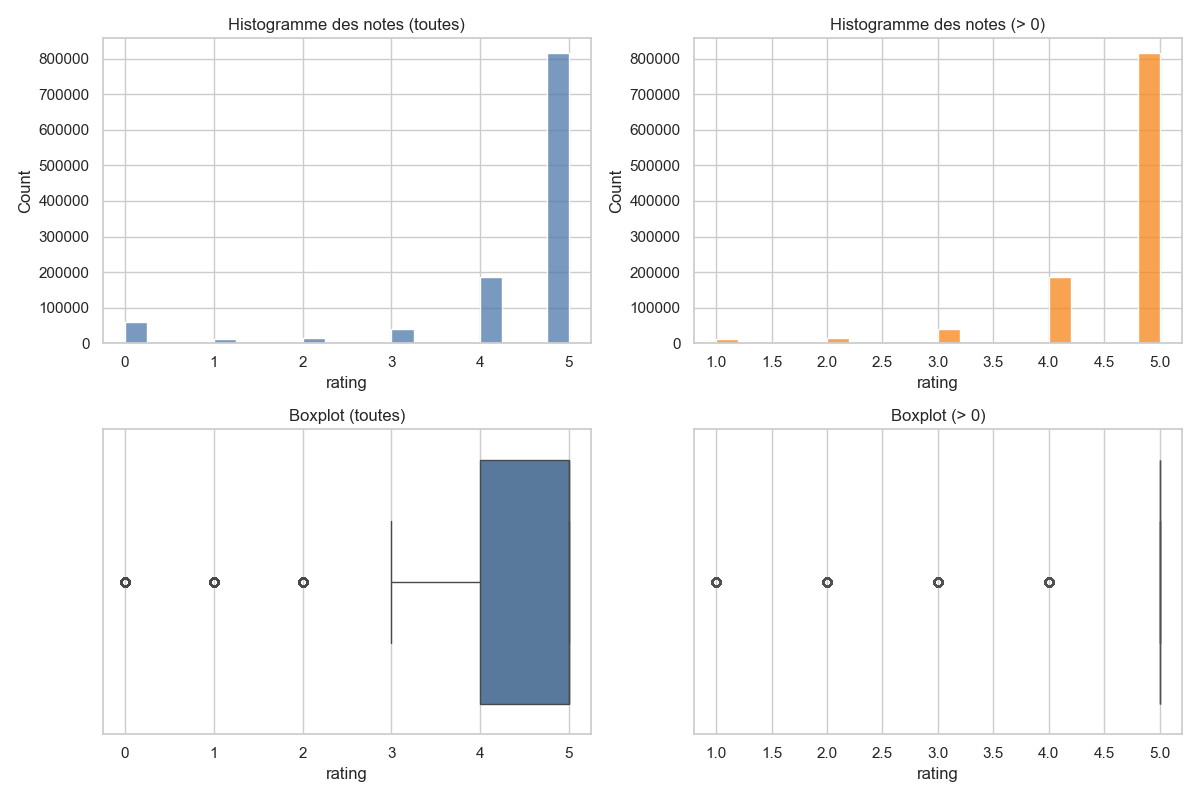 Histogramme des notes (toutes)
Count
800000
700000
600000
500000
400000
300000
200000
100000
0
0 1 2 3 4 5
rating
Histogramme des notes (> 0)
Count
800000
700000
600000
500000
400000
300000
200000
100000
0
1.0 1.5 2.0 2.5 3.0 3.5 4.0 4.5 5.0
rating
Boxplot (toutes)
0 1 2 3 4 5
rating
Boxplot (> 0)
1.0 1.5 2.0 2.5 3.0 3.5 4.0 4.5 5.0
rating